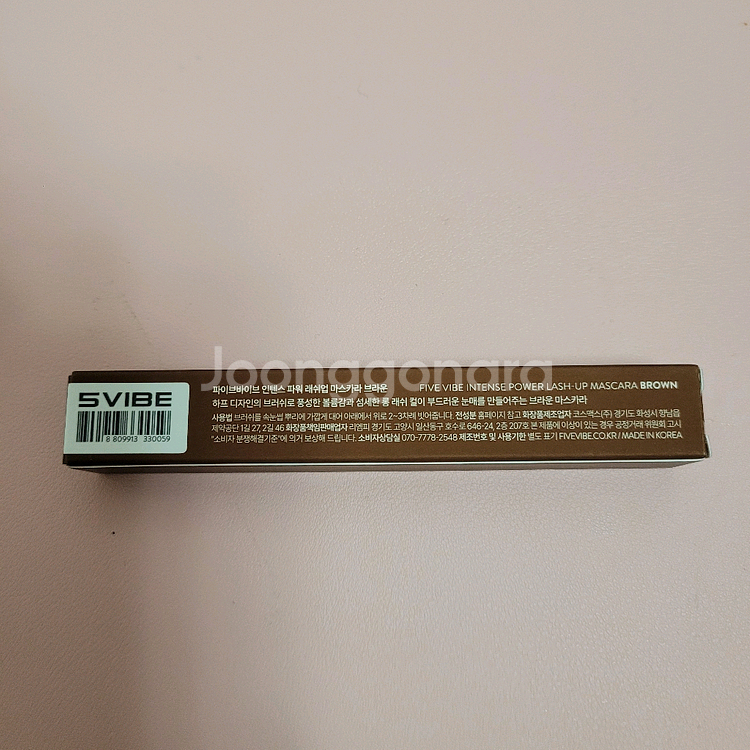 Joonggonara
5VIBE
8 809913 330059
파이브바이브 인텐스 파워 래쉬업 마스카라 브라운 FIVE VIBE INTENSE POWER LASH-UP MASCARA BROWN
하프 디자인의 브러쉬로 풍성한 볼륨감과 섬세한 롱 래쉬 컬이 부드러운 눈매를 만들어주는 브라운 마스카라
사용법 브러쉬를 속눈썹 뿌리에 가깝게 대어 아래에서 위로 2~3차례 빗어줍니다. 전성분 홈페이지 참고 화장품제조업자 코스맥스(주) 경기도 화성시 향남읍
제약공단 1길 27, 2길 46 화장품책임판매업자 리엠피 경기도 고양시 일산동구 호수로 646-24, 2층 207호 본 제품에 이상이 있는 경우 공정거래 위원회 고시
"소비자 분쟁해결기준"에 의거 보상해 드립니다. 소비자상담실 070-7778-2548 제조번호 및 사용기한 별도 표기 FIVEVIBE.CO.KR / MADE IN KOREA